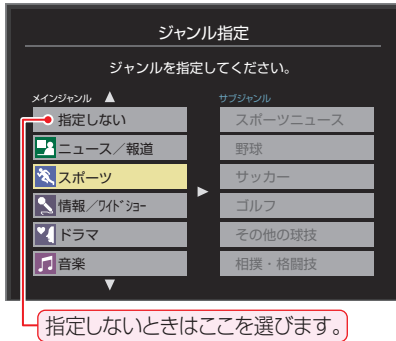 ジャンル指定
ジャンルを指定してください。
メインジャンル
サブジャンル
指定しない
スポーツニュース
ニュース／報道
野球
スポーツ
サッカー
情報／ワイドショー
ゴルフ
ドラマ
その他の球技
音楽
相撲・格闘技
指定しないときはここを選びます。